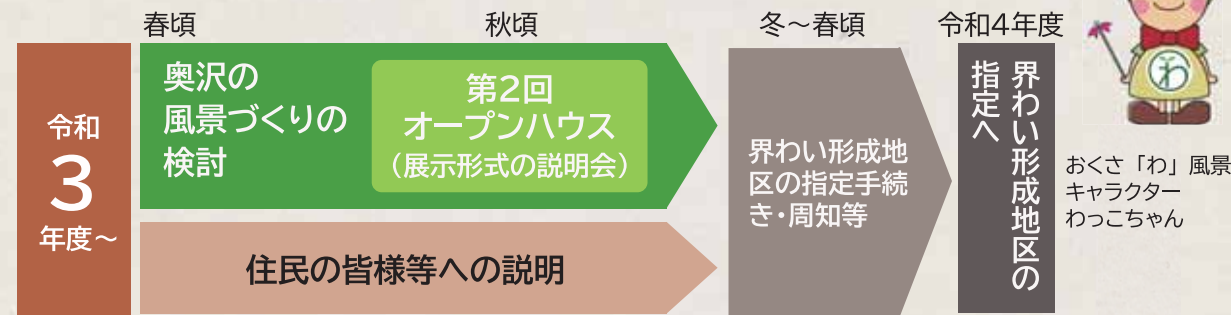 春頃
秋頃
冬～春頃
令和4年度
令和
3
年度～
奥沢の
風景づくりの
検討
第2回
オープンハウス
（展示形式の説明会）
住民の皆様等への説明
界わい形成地
区の指定手続
き・周知等
界わい形成地区の
指定へ
わ
おくさ「わ」風景
キャラクター
わっこちゃん